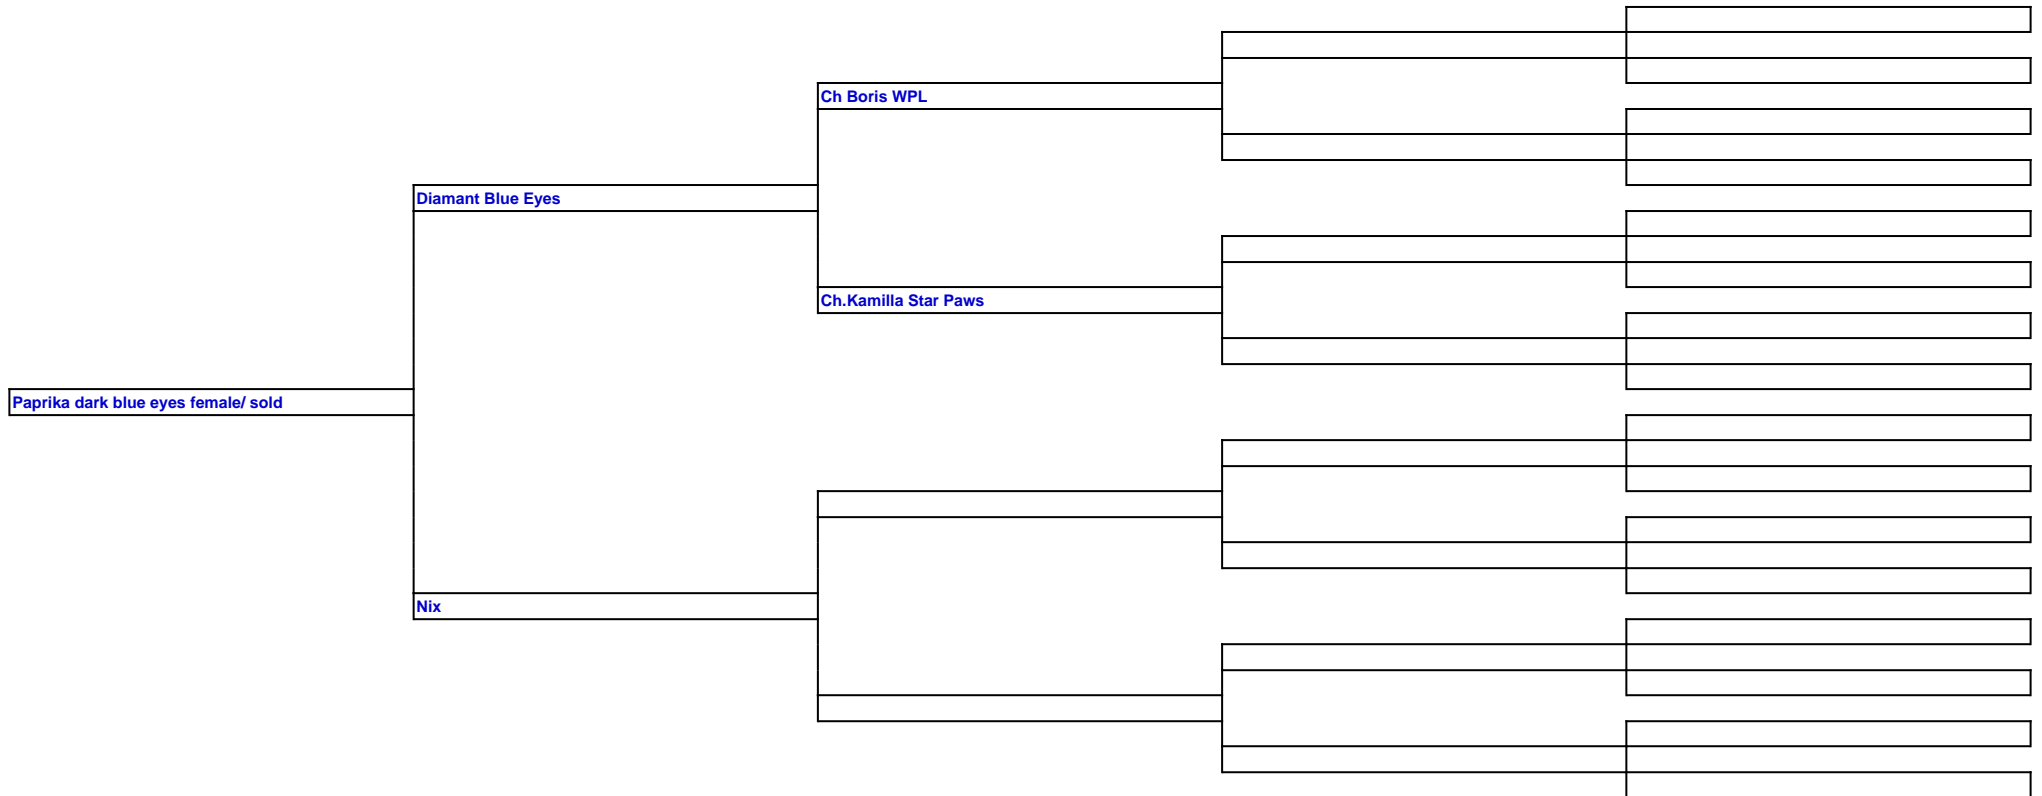 Ch Boris WPL
Diamant Blue Eyes
Ch.Kamilla Star Paws
Paprika dark blue eyes female/ sold
Nix